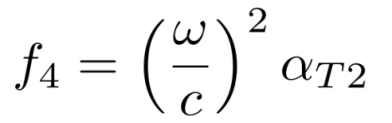 $f_4 = \left( \frac{\omega}{c} \right)^2 \alpha_{T2}$